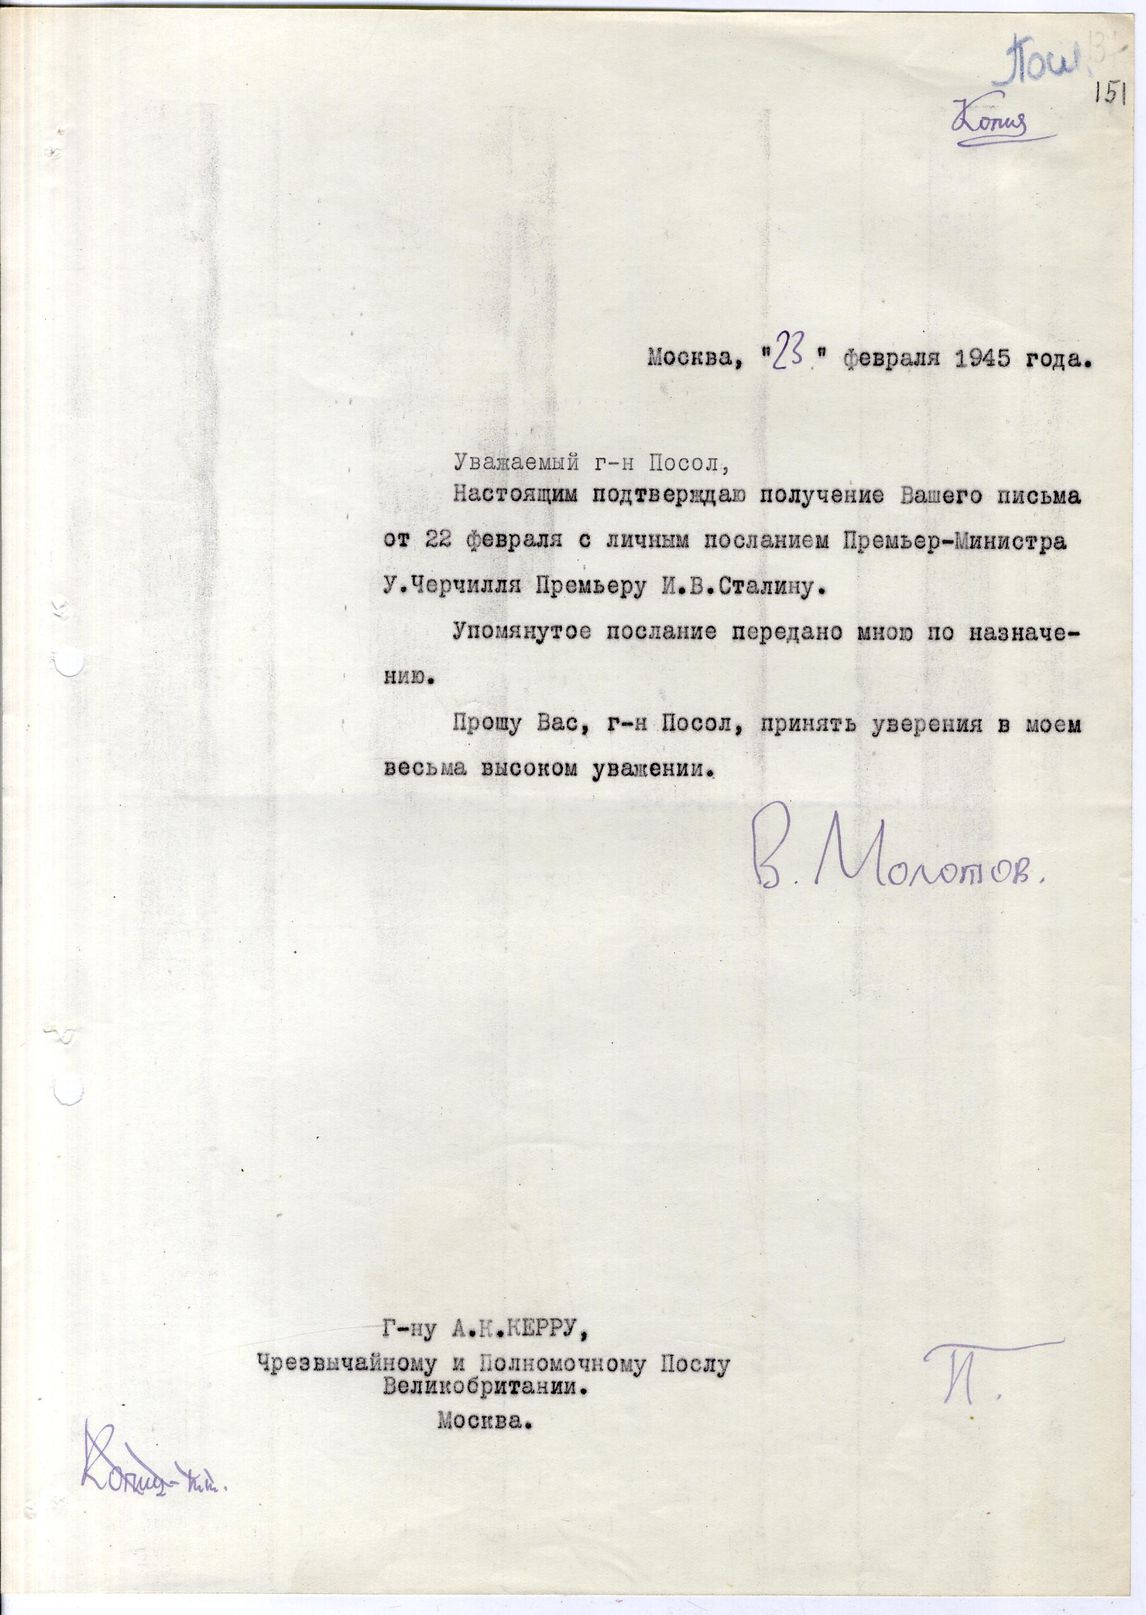 151
Копия
Москва, "23" февраля 1945 года.
Уважаемый г-н Посол,
Настоящим подтверждаю получение Вашего письма
от 22 февраля с личным посланием Премьер-Министра
У.Черчилля Премьеру И.В.Сталину.
Упомянутое послание передано мною по назначе-
нию.
Прошу Вас, г-н Посол, принять уверения в моем
весьма высоком уважении.
В. Молотов.
Г-ну А.К.КЕРРУ,
Чрезвычайному и Полномочному Послу
Великобритании.
Москва.
П.